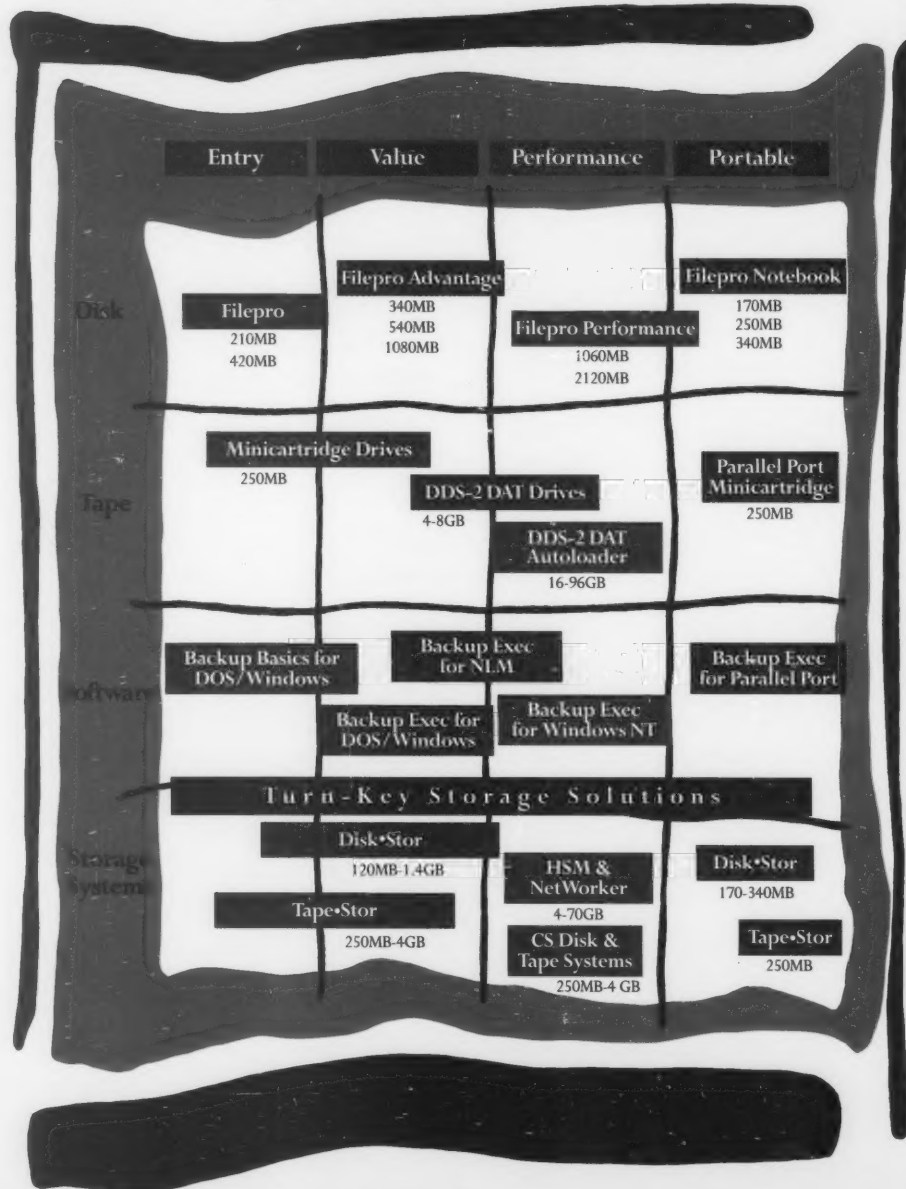 Entry Value Performance Portable
Disk
Filepro
210MB
420MB
Filepro Advantage
340MB
540MB
1080MB
Filepro Performance
1060MB
2120MB
Filepro Notebook
170MB
250MB
340MB
Tape
Minicartridge Drives
250MB
DDS-2 DAT Drives
4-8GB
DDS-2 DAT
Autoloader
16-96GB
Parallel Port
Minicartridge
250MB
Software
Backup Basics for
DOS/Windows
Backup Exec for
DOS/Windows
Backup Exec
for NLM
Backup Exec
for Windows NT
Backup Exec
for Parallel Port
Turn-Key Storage Solutions
Storage
Systems
Disk•Stor
120MB-1.4GB
Tape•Stor
250MB-4GB
HSM &
NetWorker
4-70GB
CS Disk &
Tape Systems
250MB-4 GB
Disk•Stor
170-340MB
Tape•Stor
250MB